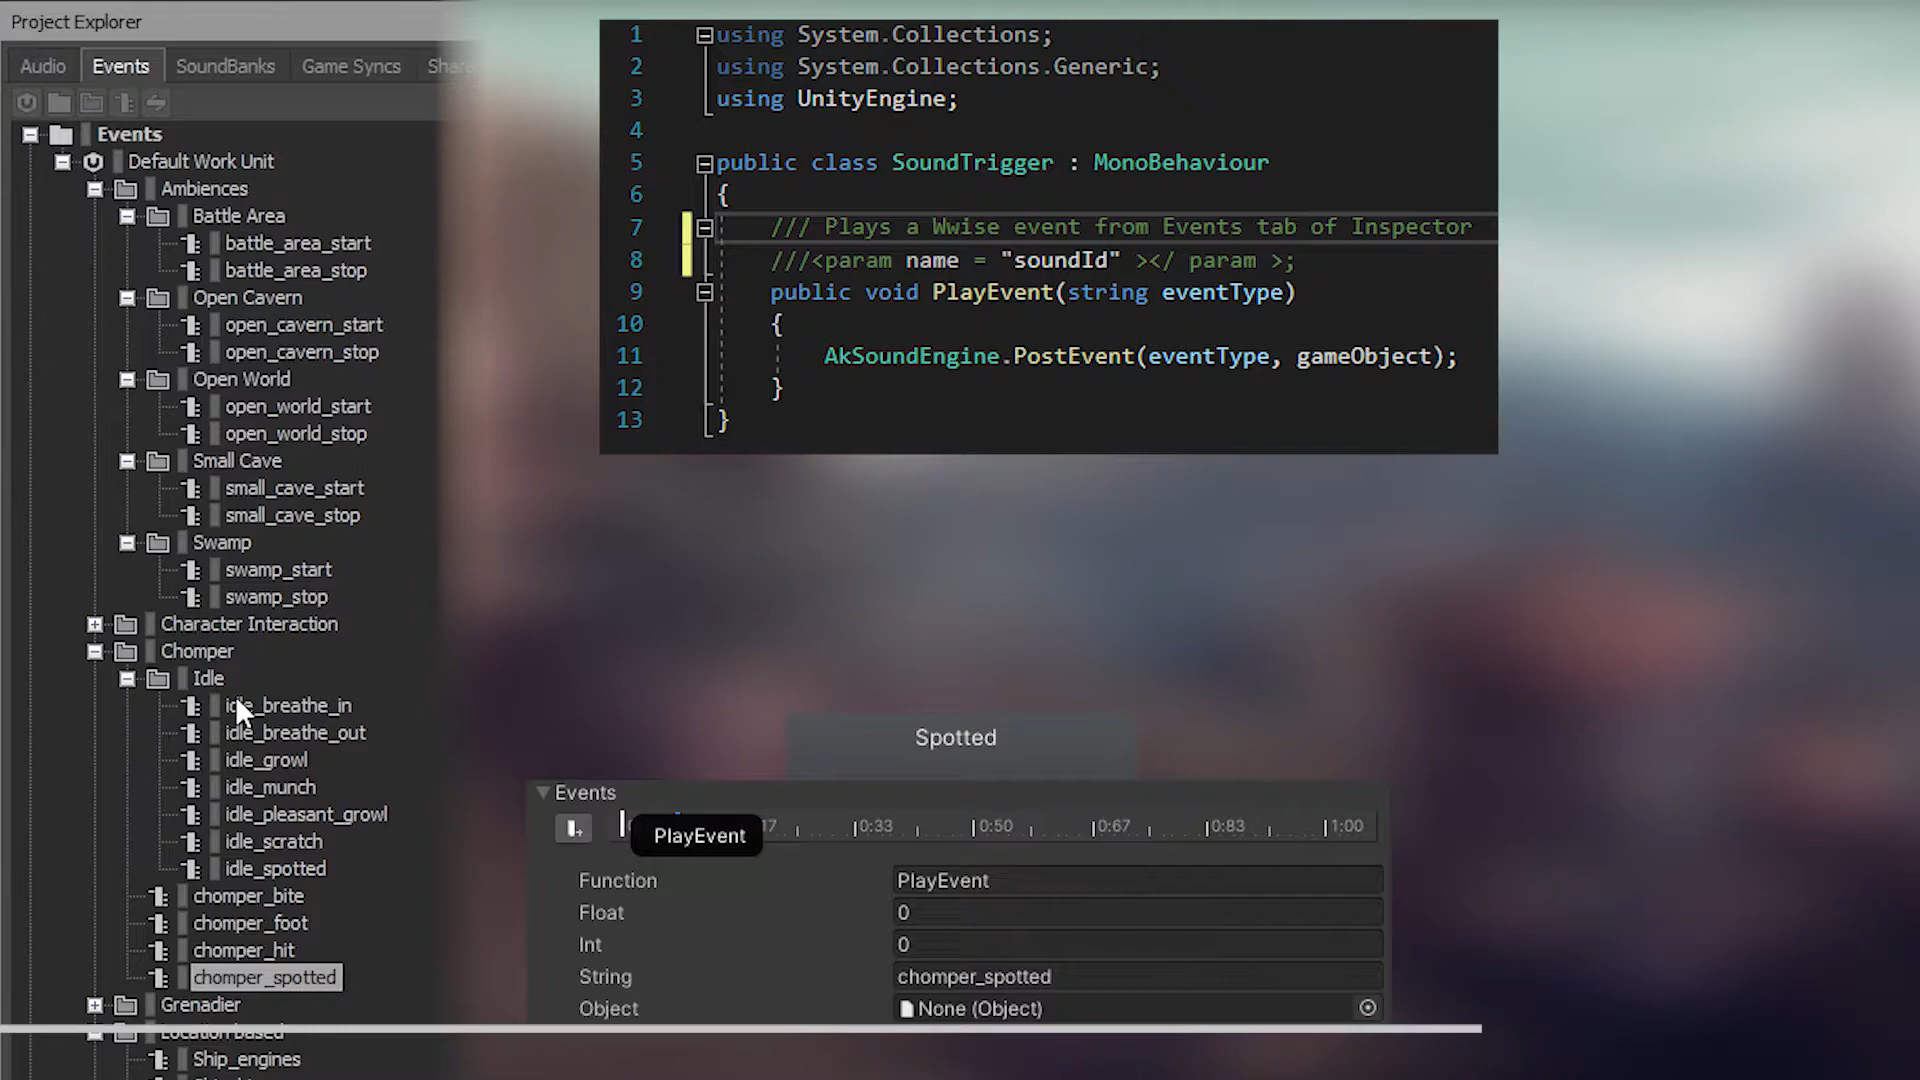 Project Explorer
Audio Events SoundBanks Game Syncs
Events
Default Work Unit
Ambiences
Battle Area
battle_area_start
battle_area_stop
Open Cavern
open_cavern_start
open_cavern_stop
Open World
open_world_start
open_world_stop
Small Cave
small_cave_start
small_cave_stop
Swamp
swamp_start
swamp_stop
Character Interaction
Chomper
Idle
idle_breathe_in
idle_breathe_out
idle_growl
idle_munch
idle_pleasant_growl
idle_scratch
idle_spotted
chomper_bite
chomper_foot
chomper_hit
chomper_spotted
Grenadier
Location based
Ship_engines
1 using System.Collections;
2 using System.Collections.Generic;
3 using UnityEngine;
4
5 public class SoundTrigger : MonoBehaviour
6 {
7 /// Plays a Wwise event from Events tab of Inspector
8 ///<param name = "soundId" ></ param >;
9 public void PlayEvent(string eventType)
10 {
11 AkSoundEngine.PostEvent(eventType, gameObject);
12 }
13 }
Spotted
Events
17 0:33 0:50 0:67 0:83 1:00
PlayEvent
Function PlayEvent
Float 0
Int 0
String chomper_spotted
Object None (Object)